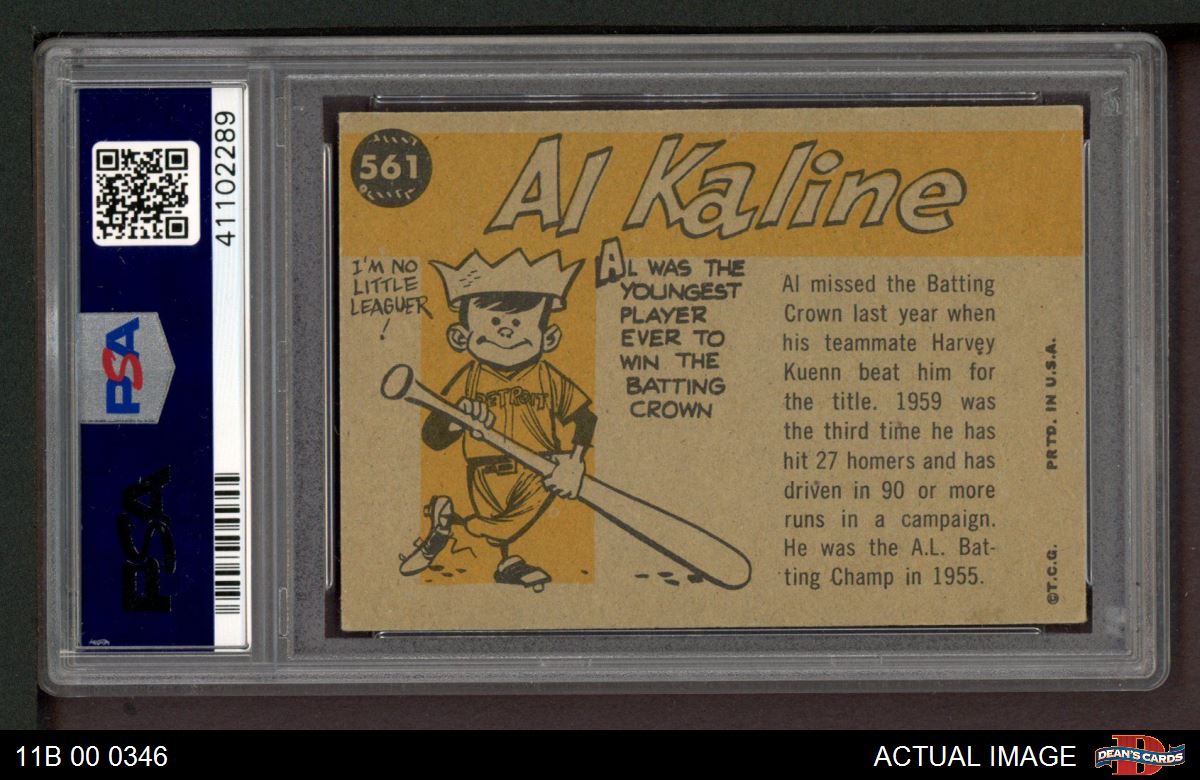 41102289
PSA
PSA
561
Al Kaline
I'M NO
LITTLE
LEAGUER
!
DETROIT
AL WAS THE
YOUNGEST
PLAYER
EVER TO
WIN THE
BATTING
CROWN
Al missed the Batting
Crown last year when
his teammate Harvey
Kuenn beat him for
the title. 1959 was
the third time he has
hit 27 homers and has
driven in 90 or more
runs in a campaign.
He was the A.L. Bat-
ting Champ in 1955.
PRTD. IN U.S.A.
©T.C.G.
11B 00 0346
ACTUAL IMAGE
D
DEAN'S CARDS